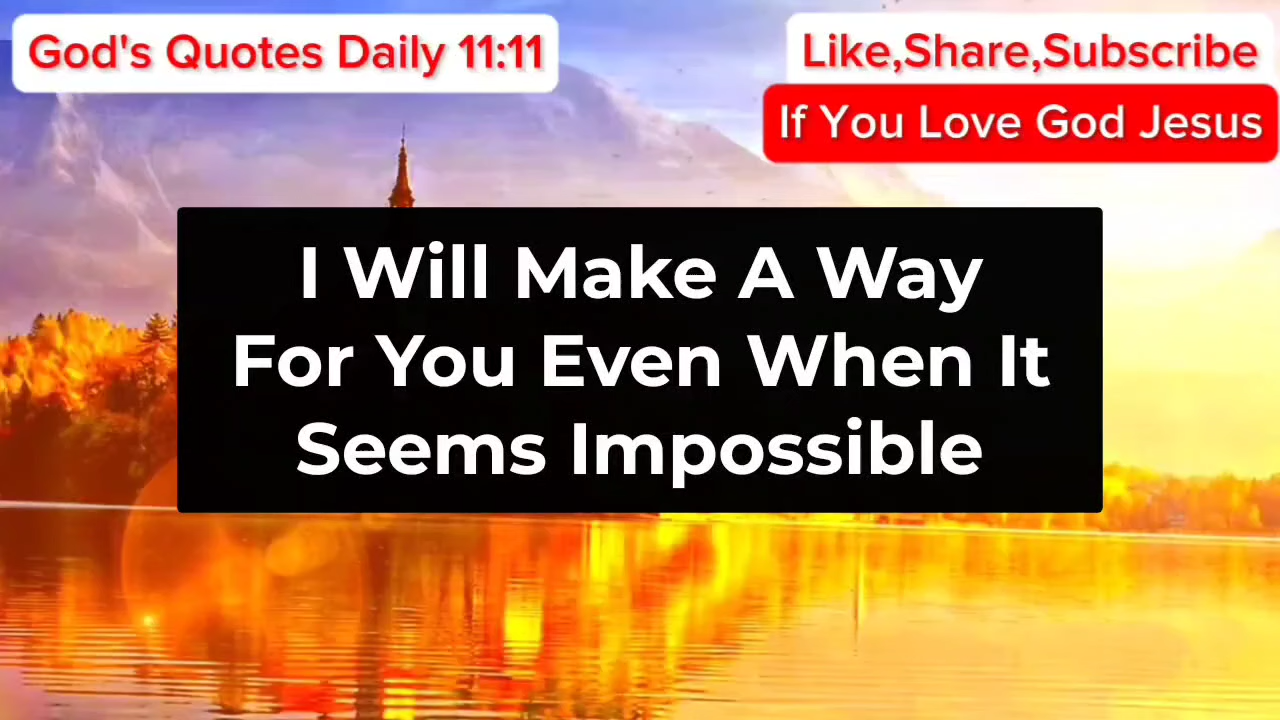 God's Quotes Daily 11:11
Like,Share,Subscribe
If You Love God Jesus
I Will Make A Way
For You Even When It
Seems Impossible